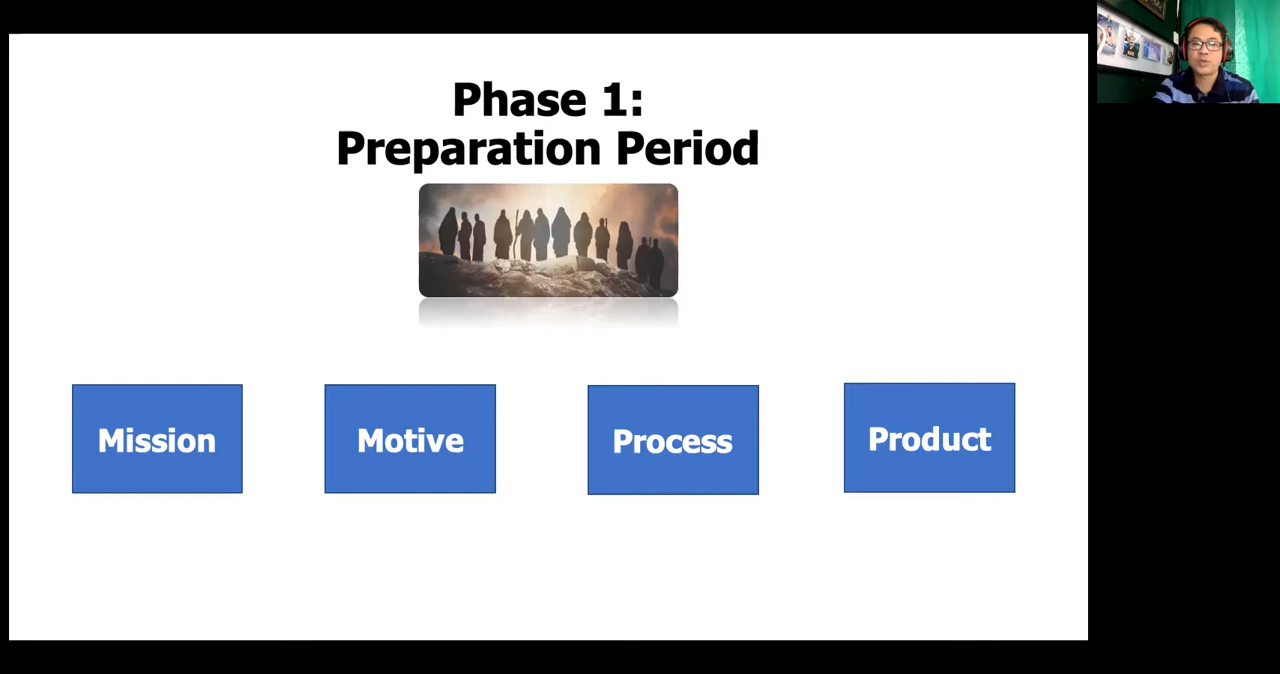 Phase 1:
Preparation Period
Mission
Motive
Process
Product